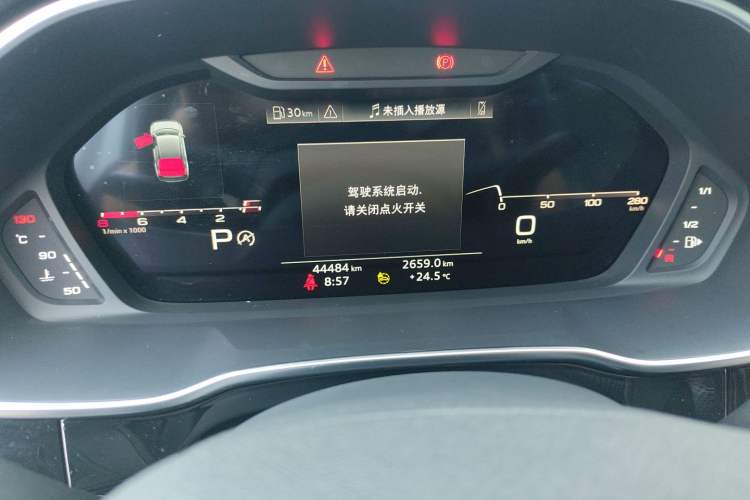 30km
未插入播放源
驾驶系统启动.
请关闭点火开关
130
℃
90
50
8 6 4 2
1/min x 1000
P
0 50 100 280
km/h
0
km/h
1/1
1/2
44484 km
2659.0 km
8:57
+24.5 ℃